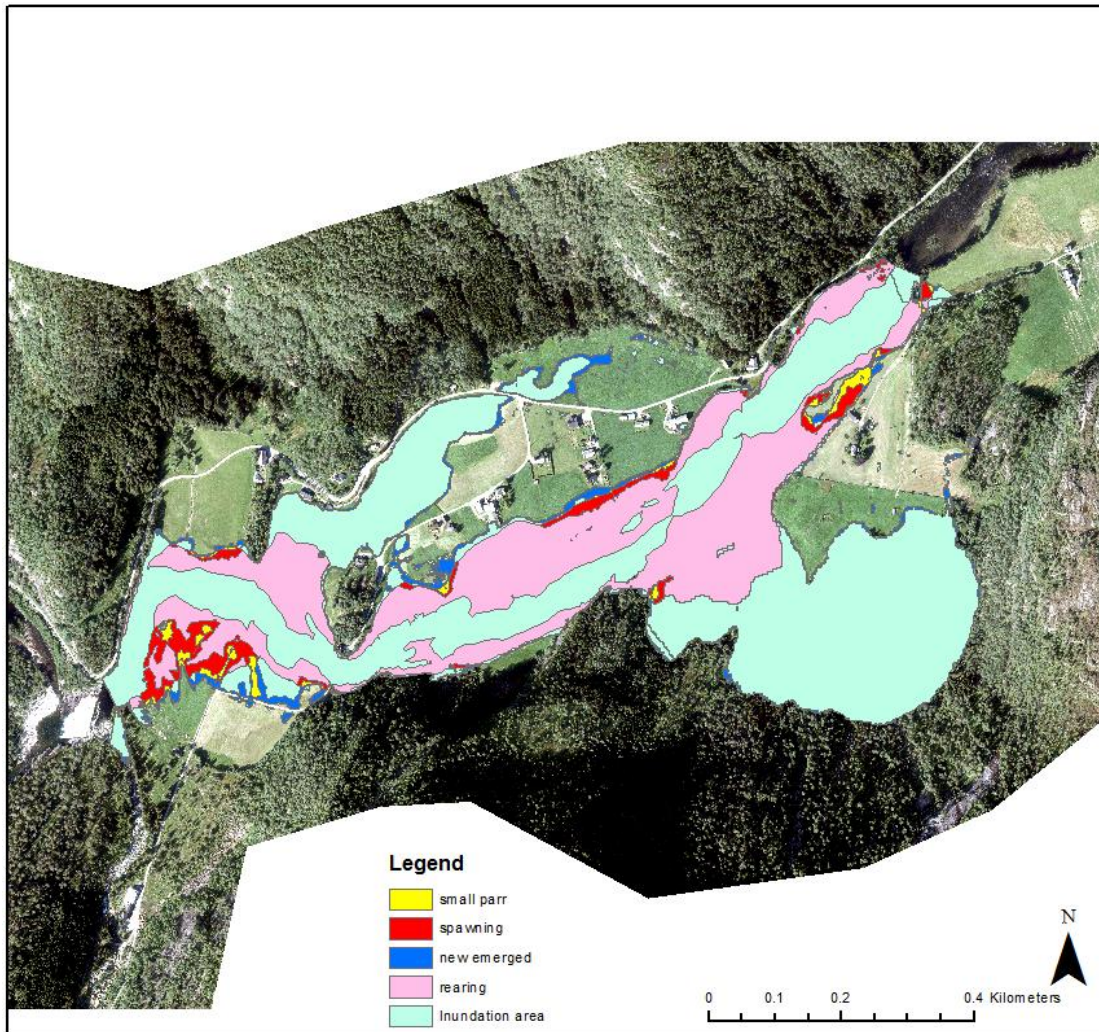 Legend
small parr
spawning
new emerged
rearing
Inundation area
N
0 0.1 0.2 0.4 Kilometers